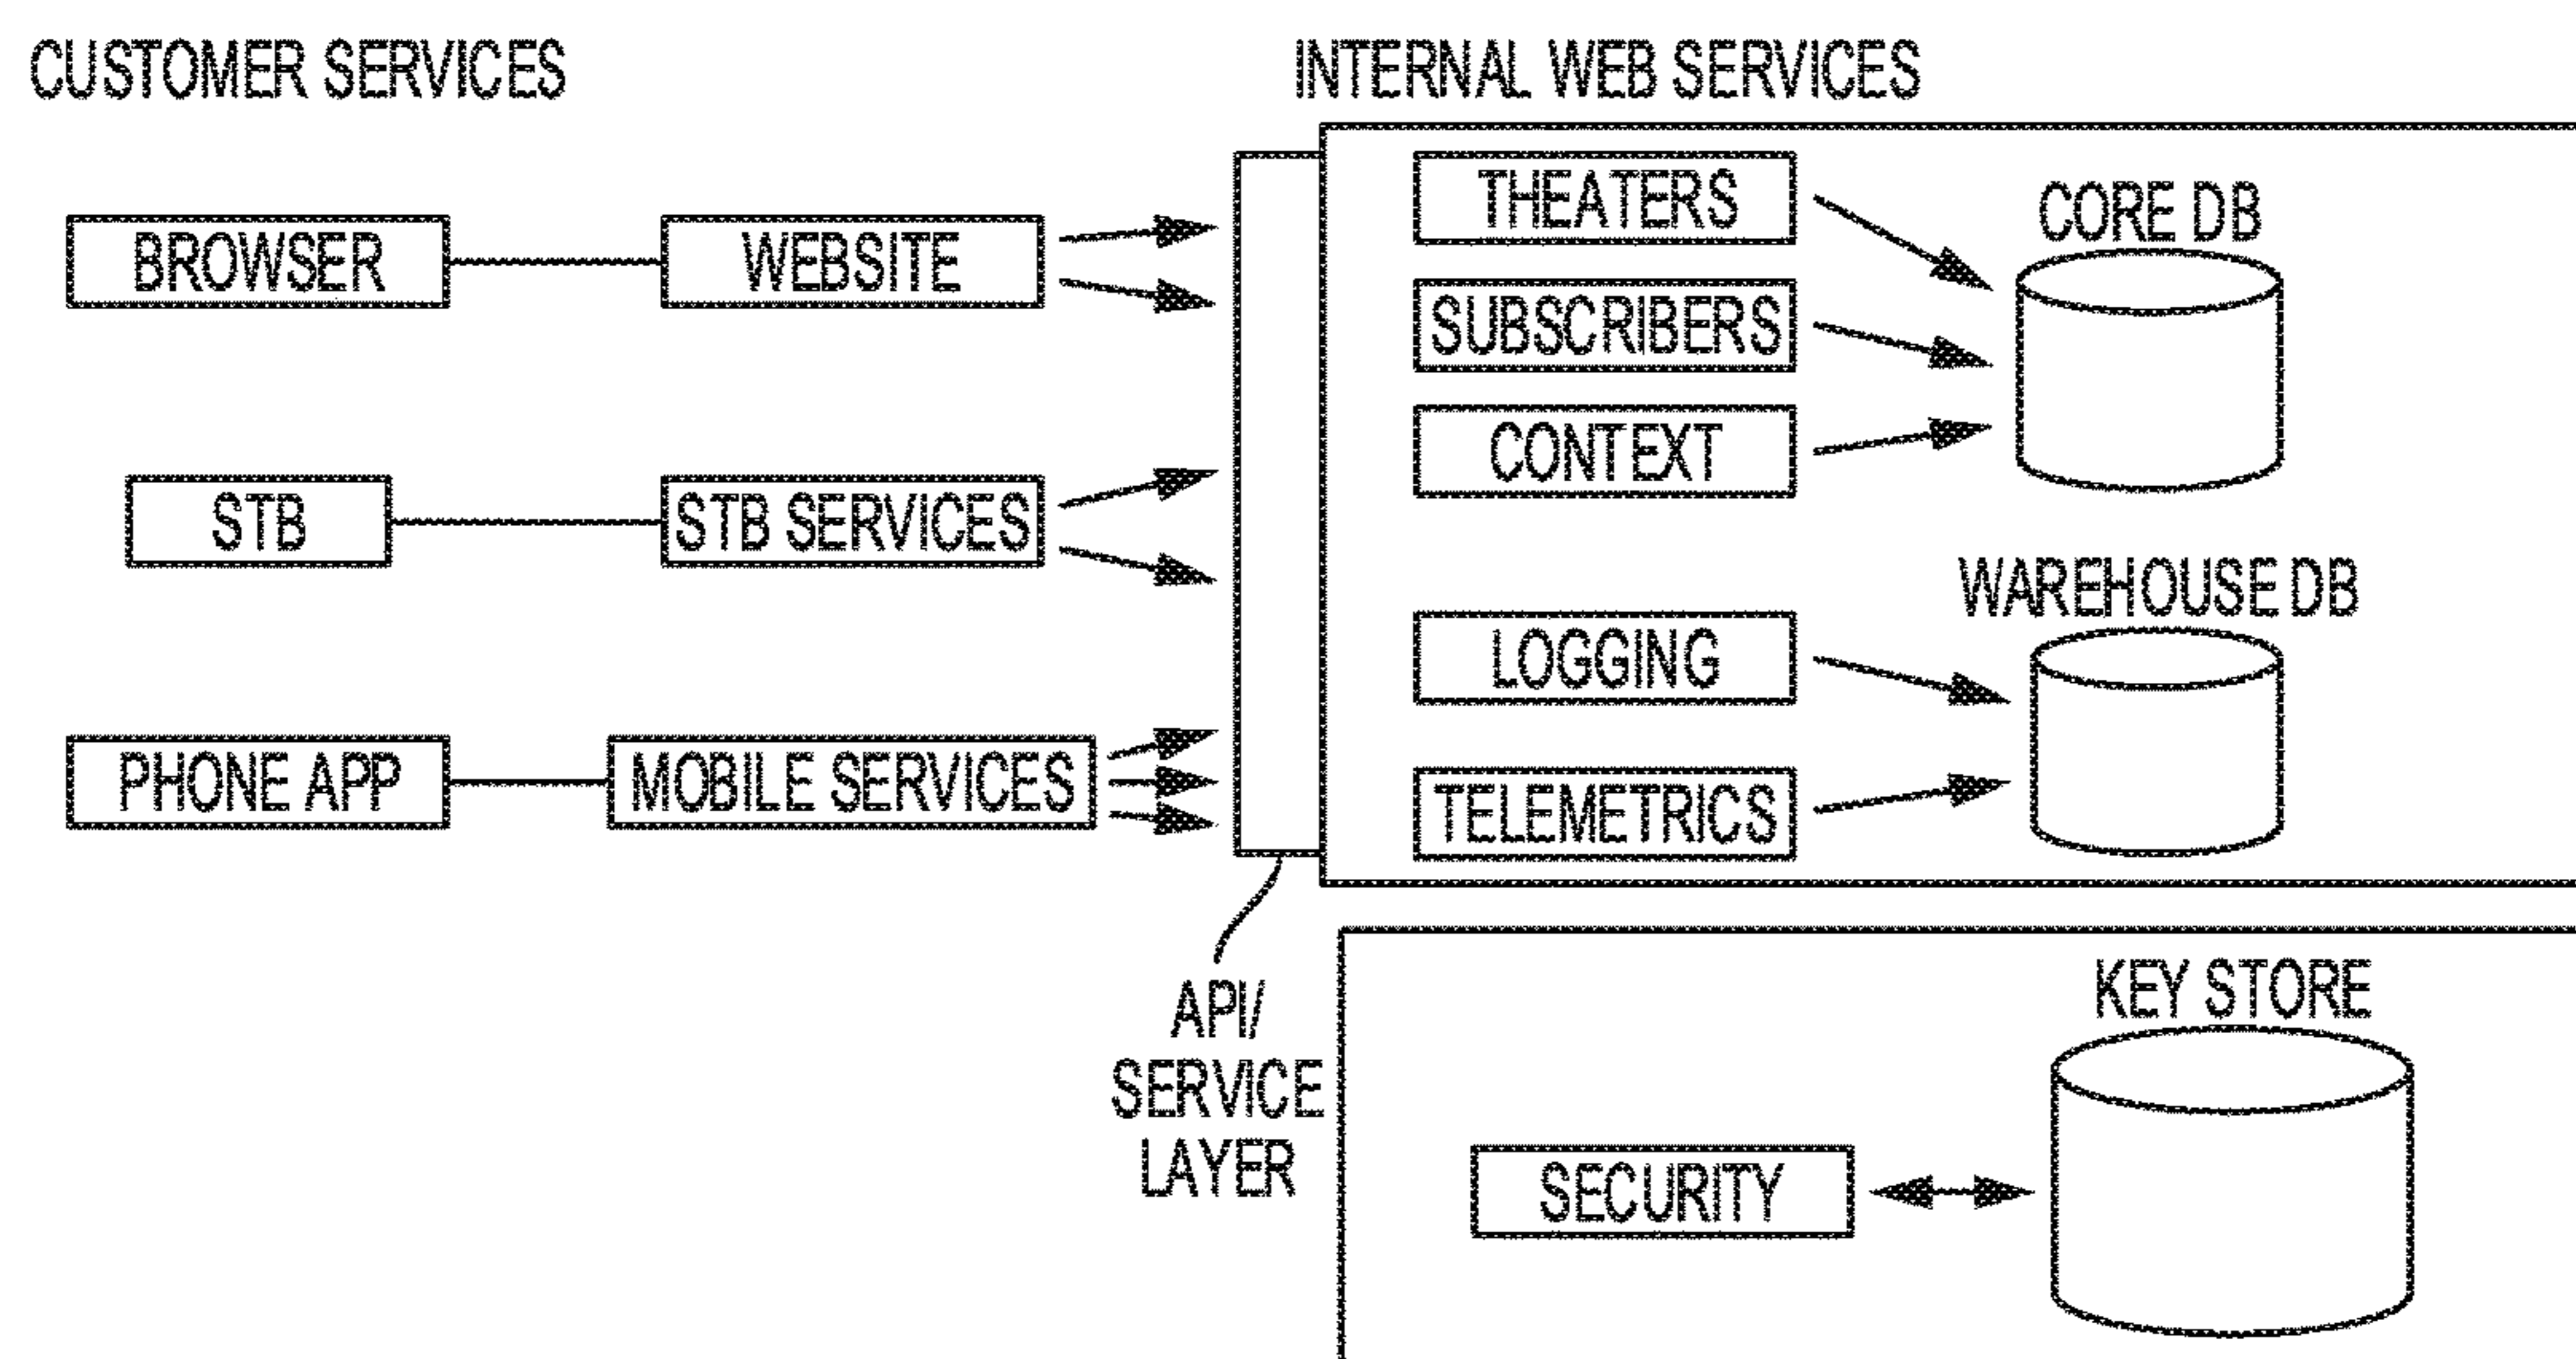 CUSTOMER SERVICES
INTERNAL WEB SERVICES
BROWSER
WEBSITE
STB
STB SERVICES
PHONE APP
MOBILE SERVICES
API/
SERVICE
LAYER
THEATERS
SUBSCRIBERS
CONTEXT
CORE DB
LOGGING
TELEMETRICS
WAREHOUSE DB
KEY STORE
SECURITY